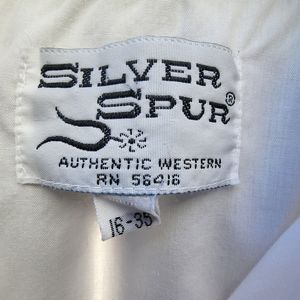 SILVER
SPUR®
AUTHENTIC WESTERN
RN 56416
16-35